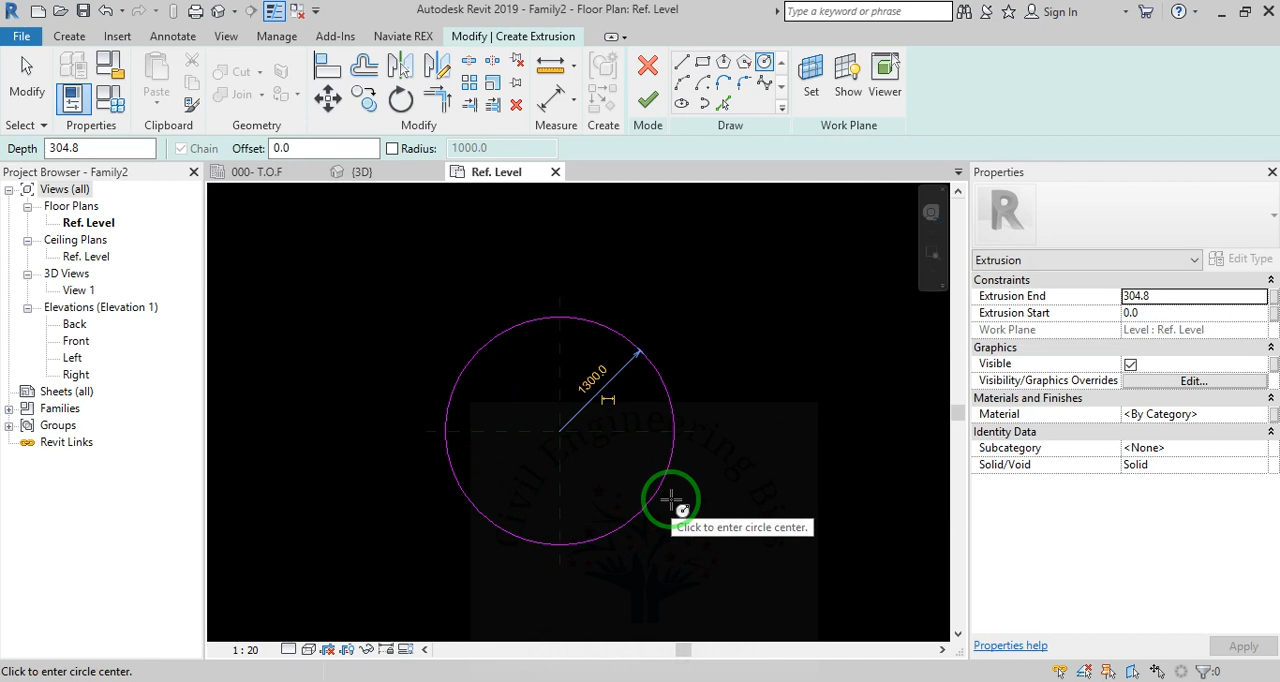 Autodesk Revit 2019 - Family2 - Floor Plan: Ref. Level
Type a keyword or phrase
Sign In
File Create Insert Annotate View Manage Add-Ins Naviate REX Modify | Create Extrusion
Modify
Paste
Cut
Join
Set Show Viewer
Select Properties Clipboard Geometry Modify Measure Create Mode Draw Work Plane
Depth 304.8 Chain Offset: 0.0 Radius: 1000.0
Project Browser - Family2
000- T.O.F {3D} Ref. Level
Views (all)
Floor Plans
Ref. Level
Ceiling Plans
Ref. Level
3D Views
View 1
Elevations (Elevation 1)
Back
Front
Left
Right
Sheets (all)
Families
Groups
Revit Links
1300.0
Civil Engineering
Click to enter circle center.
1 : 20
Properties
Extrusion
Edit Type
Constraints
Extrusion End 304.8
Extrusion Start 0.0
Work Plane Level : Ref. Level
Graphics
Visible
Visibility/Graphics Overrides Edit...
Materials and Finishes
Material <By Category>
Identity Data
Subcategory <None>
Solid/Void Solid
Properties help
Apply
Click to enter circle center.
:0